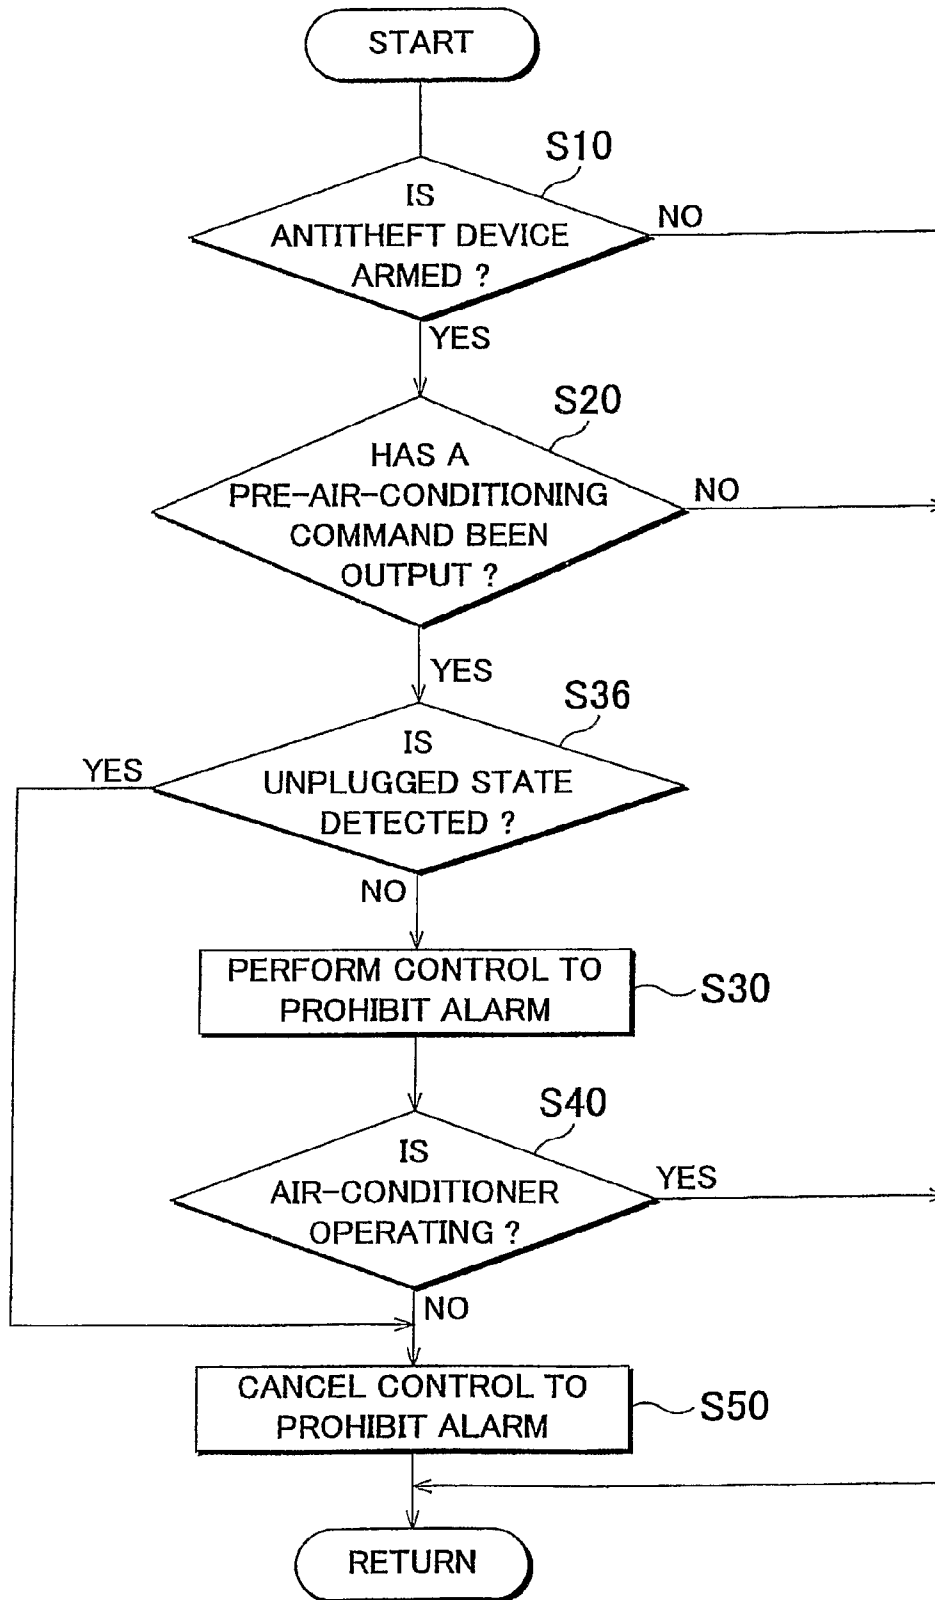 START
S10
IS
ANTITHEFT DEVICE
ARMED ?
NO
YES
S20
HAS A
PRE-AIR-CONDITIONING
COMMAND BEEN
OUTPUT ?
NO
YES
S36
IS
UNPLUGGED STATE
DETECTED ?
YES
NO
PERFORM CONTROL TO
PROHIBIT ALARM
S30
S40
IS
AIR-CONDITIONER
OPERATING ?
YES
NO
CANCEL CONTROL TO
PROHIBIT ALARM
S50
RETURN